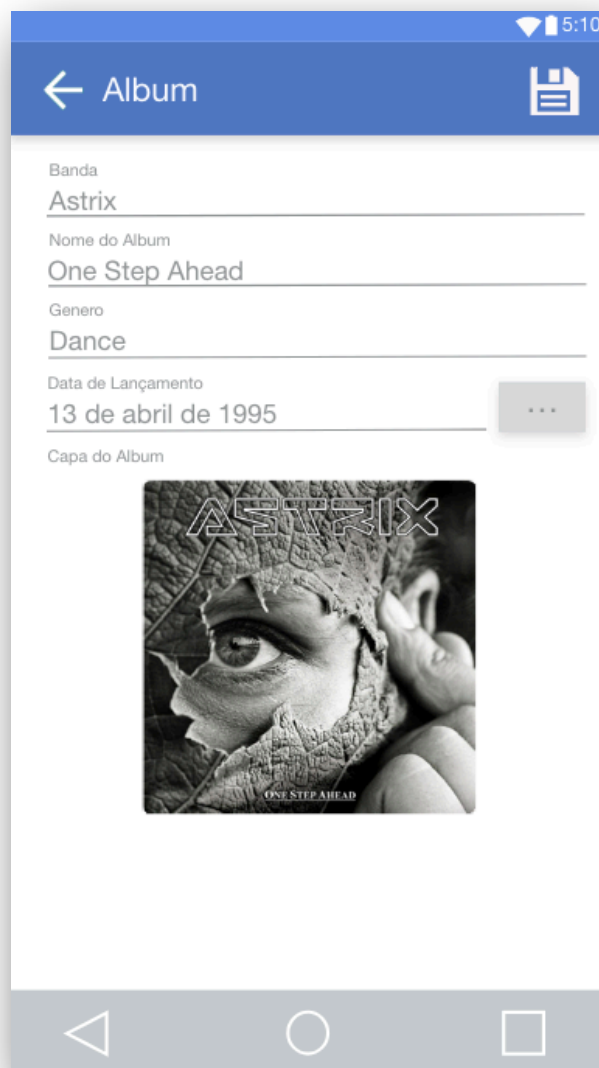 5:10
Album
Banda
Astrix
Nome do Album
One Step Ahead
Genero
Dance
Data de Lançamento
13 de abril de 1995
...
Capa do Album
ASTRIX
ONE STEP AHEAD